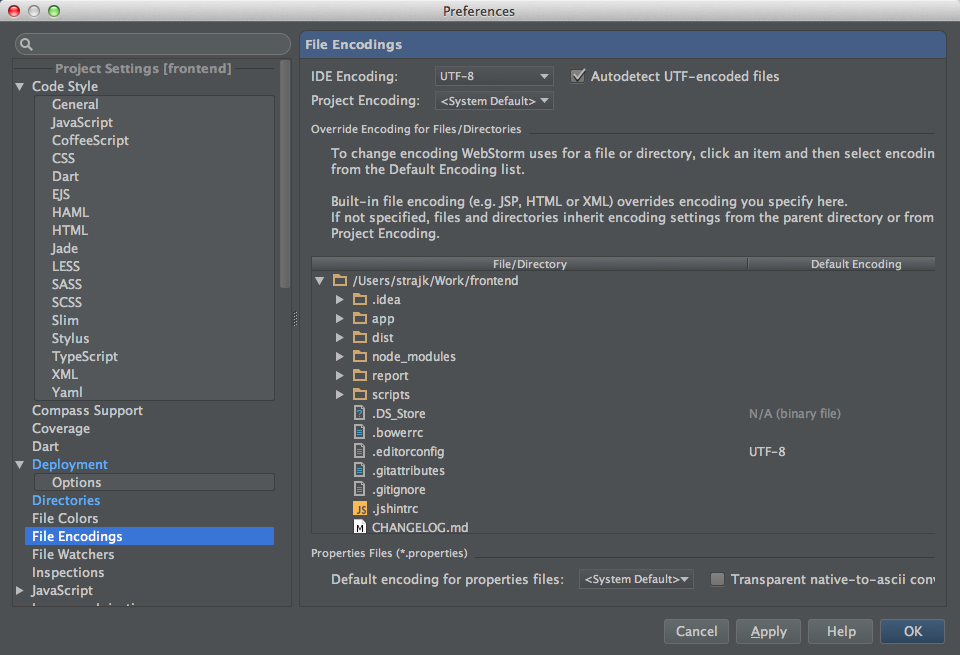 Preferences
Project Settings [frontend]
Code Style
General
JavaScript
CoffeeScript
CSS
Dart
EJS
HAML
HTML
Jade
LESS
SASS
SCSS
Slim
Stylus
TypeScript
XML
Yaml
Compass Support
Coverage
Dart
Deployment
Options
Directories
File Colors
File Encodings
File Watchers
Inspections
JavaScript
File Encodings
IDE Encoding: UTF-8 Autodetect UTF-encoded files
Project Encoding: <System Default>
Override Encoding for Files/Directories
To change encoding WebStorm uses for a file or directory, click an item and then select encodin
from the Default Encoding list.
Built-in file encoding (e.g. JSP, HTML or XML) overrides encoding you specify here.
If not specified, files and directories inherit encoding settings from the parent directory or from
Project Encoding.
File/Directory Default Encoding
/Users/strajk/Work/frontend
.idea
app
dist
node_modules
report
scripts
.DS_Store N/A (binary file)
.bowerrc
.editorconfig UTF-8
.gitattributes
.gitignore
JS .jshintrc
M CHANGELOG.md
Properties Files (*.properties)
Default encoding for properties files: <System Default> Transparent native-to-ascii conv
Cancel Apply Help OK